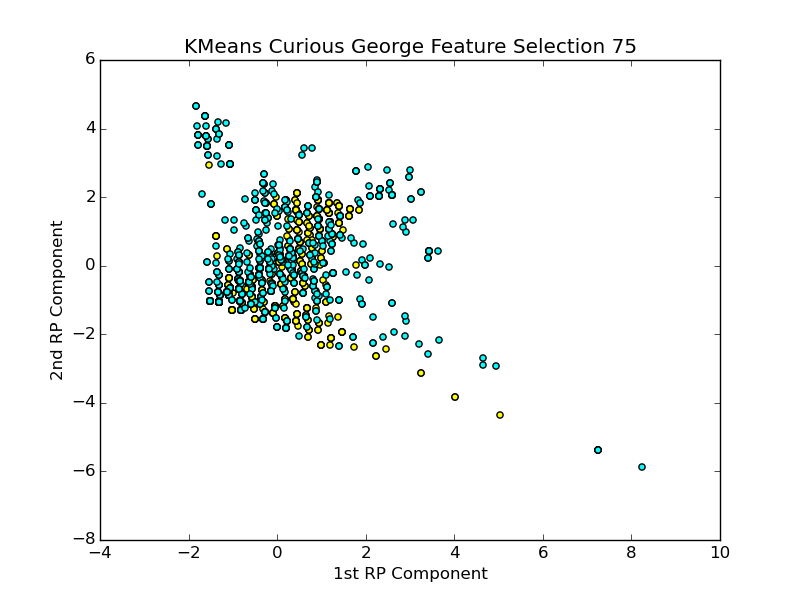 KMeans Curious George Feature Selection 75
6
4
2
0
−2
−4
−6
−8
2nd RP Component
−4 −2 0 2 4 6 8 10
1st RP Component